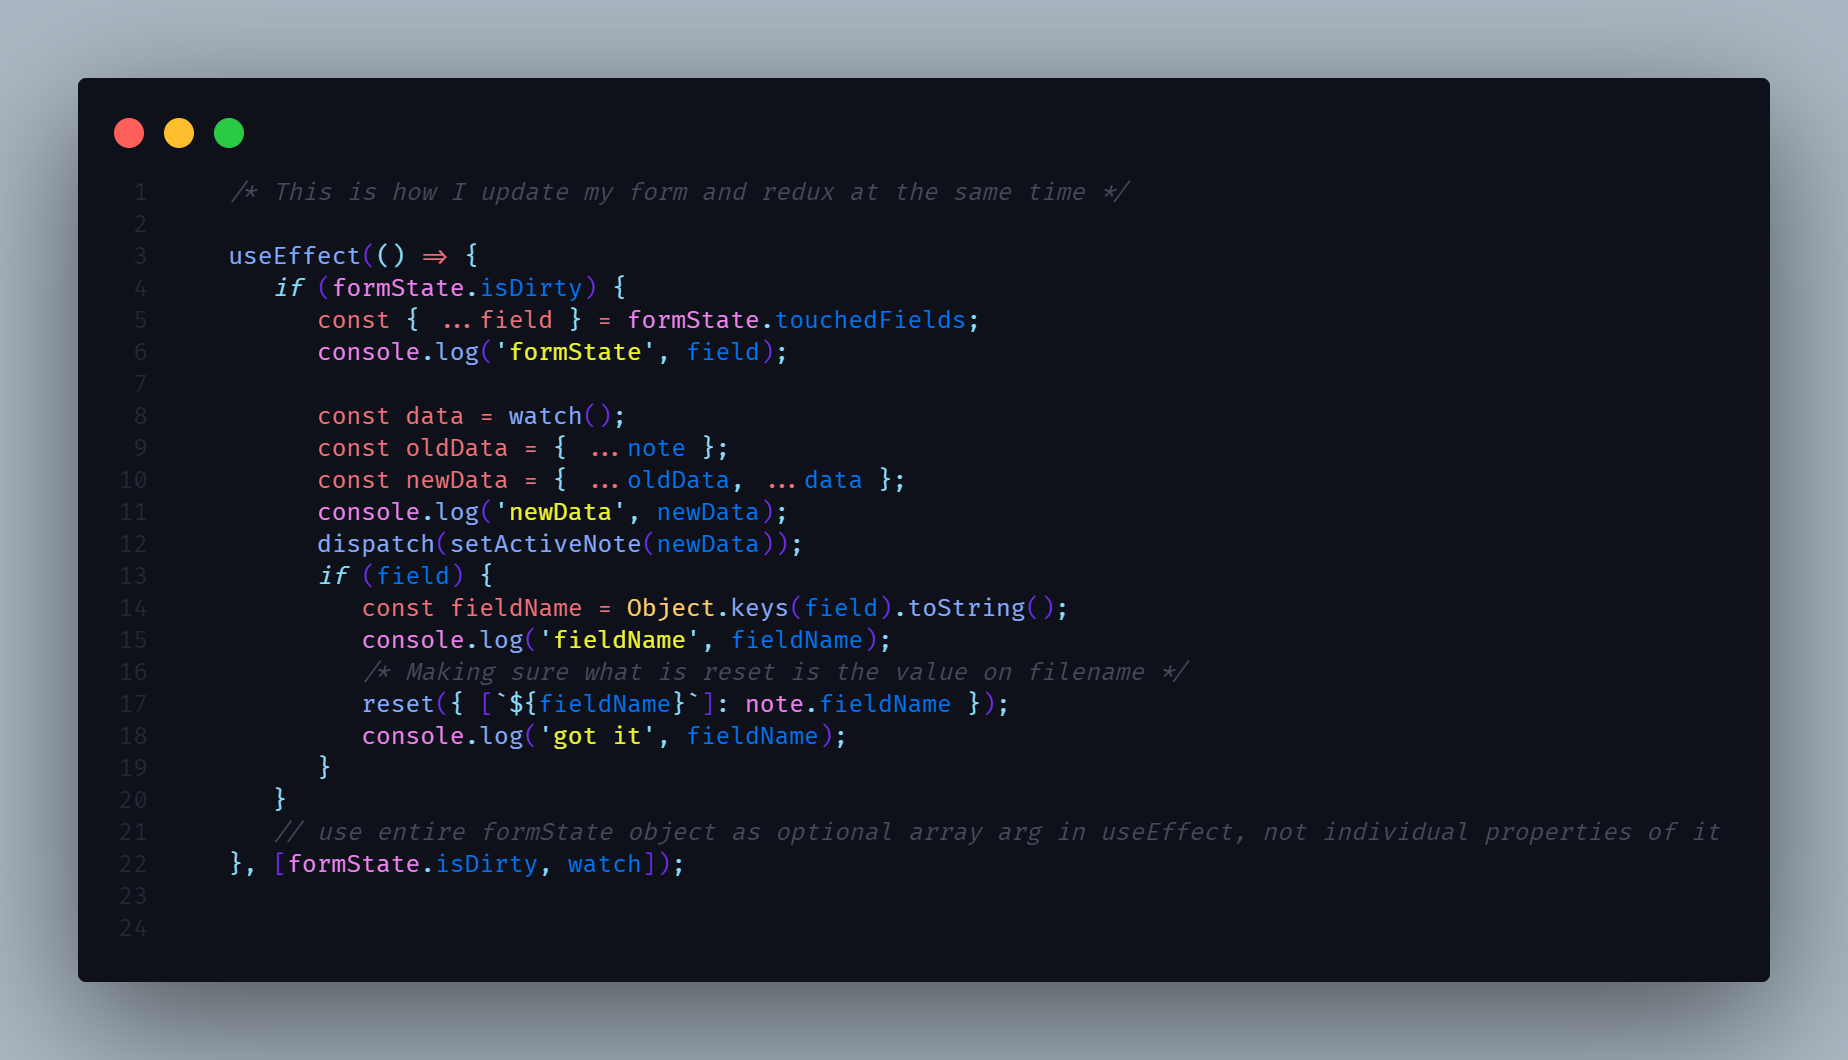 1 /* This is how I update my form and redux at the same time */
2
3 useEffect(() => {
4 if (formState.isDirty) {
5 const { ...field } = formState.touchedFields;
6 console.log('formState', field);
7
8 const data = watch();
9 const oldData = { ...note };
10 const newData = { ...oldData, ...data };
11 console.log('newData', newData);
12 dispatch(setActiveNote(newData));
13 if (field) {
14 const fieldName = Object.keys(field).toString();
15 console.log('fieldName', fieldName);
16 /* Making sure what is reset is the value on filename */
17 reset({ [`${fieldName}`]: note.fieldName });
18 console.log('got it', fieldName);
19 }
20 }
21 // use entire formState object as optional array arg in useEffect, not individual properties of it
22 }, [formState.isDirty, watch]);
23
24